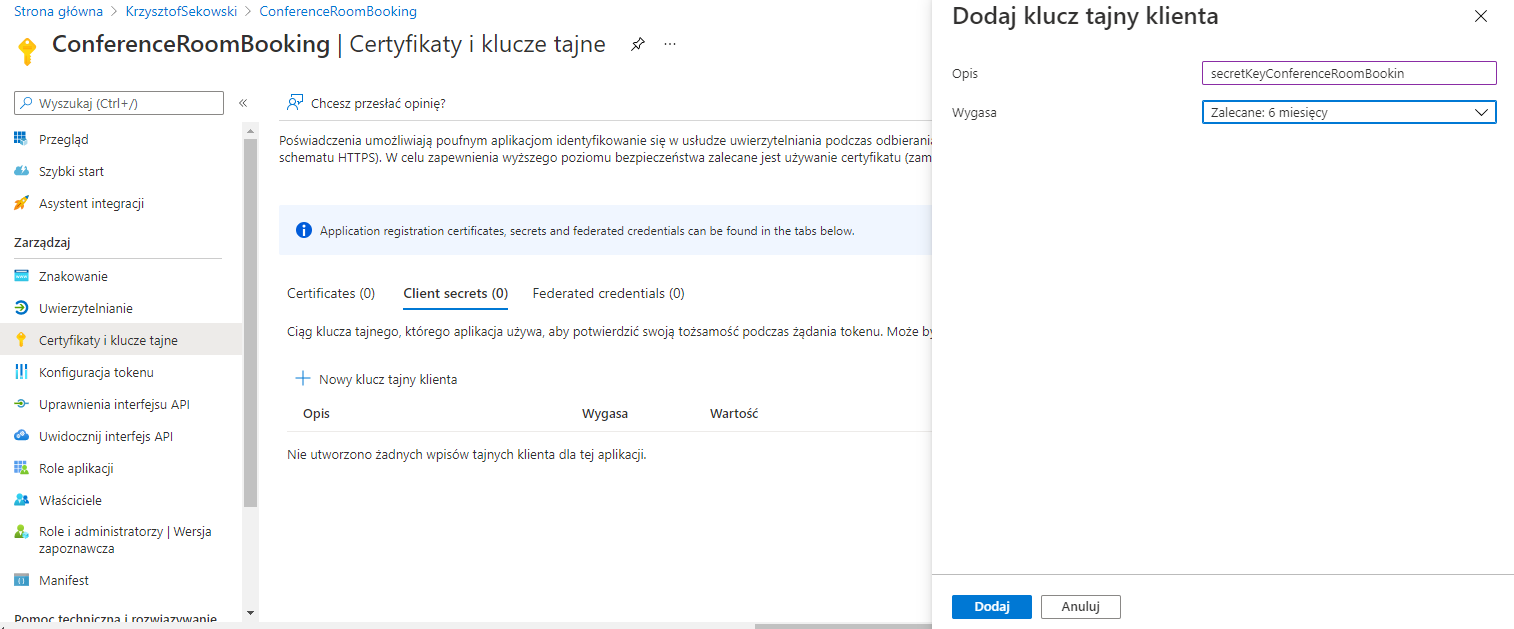 Strona główna > KrzysztofSekowski > ConferenceRoomBooking
ConferenceRoomBooking | Certyfikaty i klucze tajne
Wyszukaj (Ctrl+/)
Przegląd
Szybki start
Asystent integracji
Zarządzaj
Znakowanie
Uwierzytelnianie
Certyfikaty i klucze tajne
Konfiguracja tokenu
Uprawnienia interfejsu API
Uwidocznij interfejs API
Role aplikacji
Właściciele
Role i administratorzy | Wersja
zapoznawcza
Manifest
Pomoc techniczna i rozwiązywanie
Chcesz przesłać opinię?
Poświadczenia umożliwiają poufnym aplikacjom identyfikowanie się w usłudze uwierzytelniania podczas odbierani
schematu HTTPS). W celu zapewnienia wyższego poziomu bezpieczeństwa zalecane jest używanie certyfikatu (zam
Application registration certificates, secrets and federated credentials can be found in the tabs below.
Certificates (0) Client secrets (0) Federated credentials (0)
Ciąg klucza tajnego, którego aplikacja używa, aby potwierdzić swoją tożsamość podczas żądania tokenu. Może by
Nowy klucz tajny klienta
Opis Wygasa Wartość
Nie utworzono żadnych wpisów tajnych klienta dla tej aplikacji.
Dodaj klucz tajny klienta
Opis secretKeyConferenceRoomBookin
Wygasa Zalecane: 6 miesięcy
Dodaj Anuluj